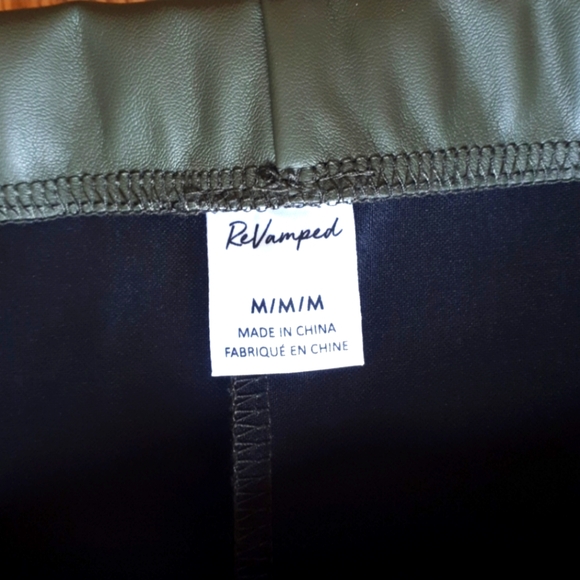 ReVamped
M/M/M
MADE IN CHINA
FABRIQUÉ EN CHINE